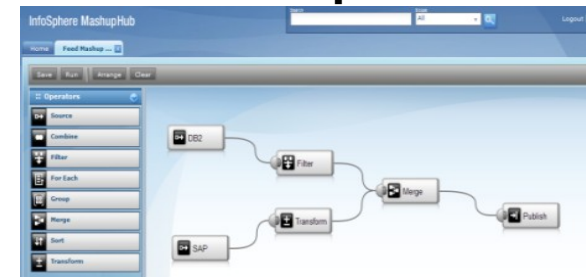 InfoSphere MashupHub
Search
All
Logout
Home
Feed Mashup ...
Save
Run
Arrange
Clear
Operators
Source
Combine
Filter
For Each
Group
Merge
Sort
Transform
DB2
Filter
Merge
Publish
Transform
SAP